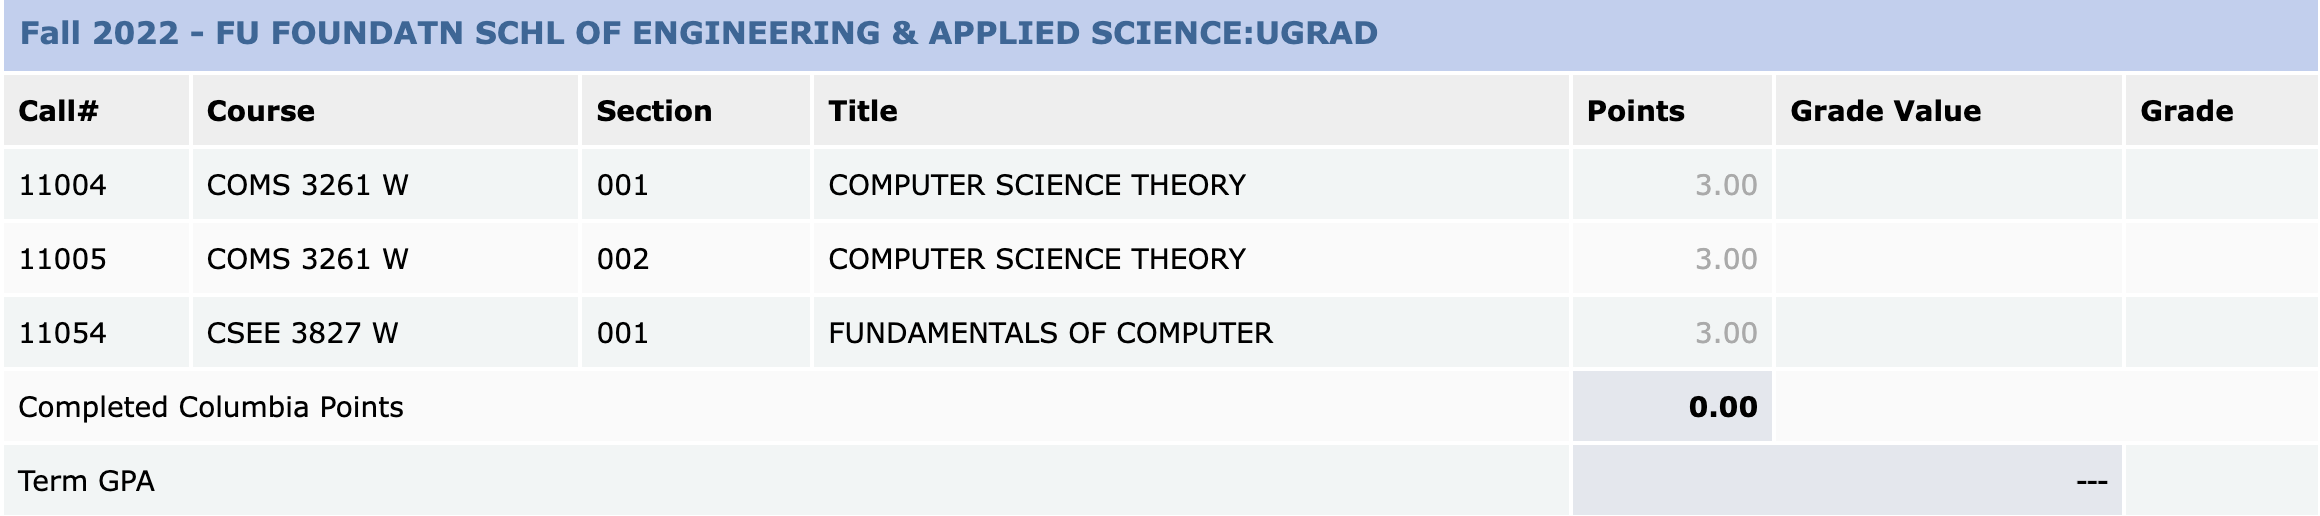 Fall 2022 - FU FOUNDATN SCHL OF ENGINEERING & APPLIED SCIENCE:UGRAD
Call# Course Section Title Points Grade Value Grade
11004 COMS 3261 W 001 COMPUTER SCIENCE THEORY 3.00
11005 COMS 3261 W 002 COMPUTER SCIENCE THEORY 3.00
11054 CSEE 3827 W 001 FUNDAMENTALS OF COMPUTER 3.00
Completed Columbia Points 0.00
Term GPA ---